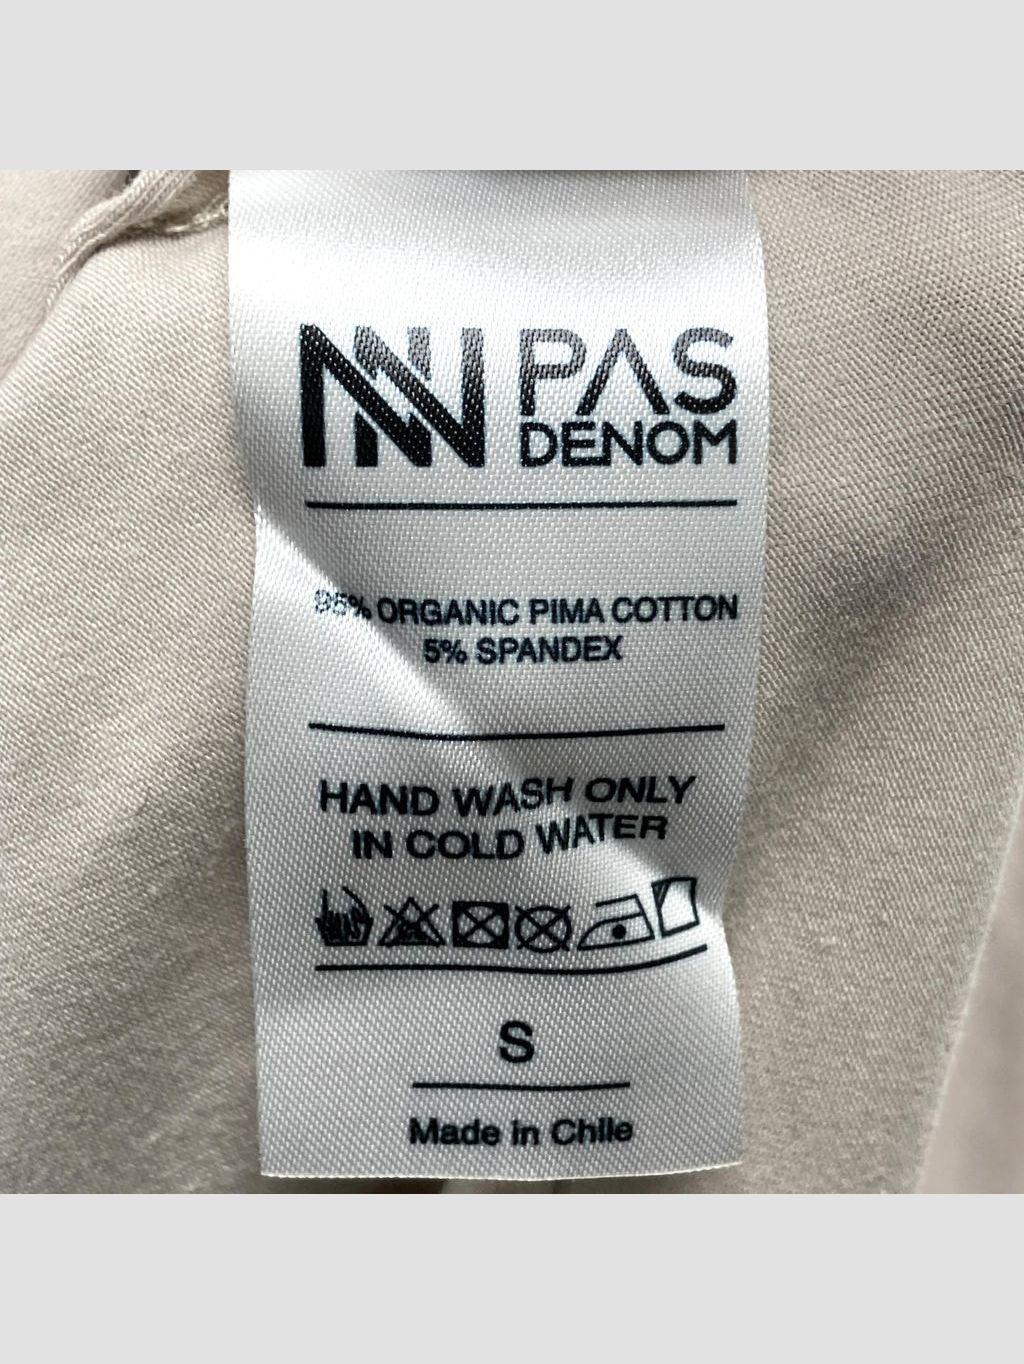 PAS
DENOM
95% ORGANIC PIMA COTTON
5% SPANDEX
HAND WASH ONLY
IN COLD WATER
S
Made in Chile